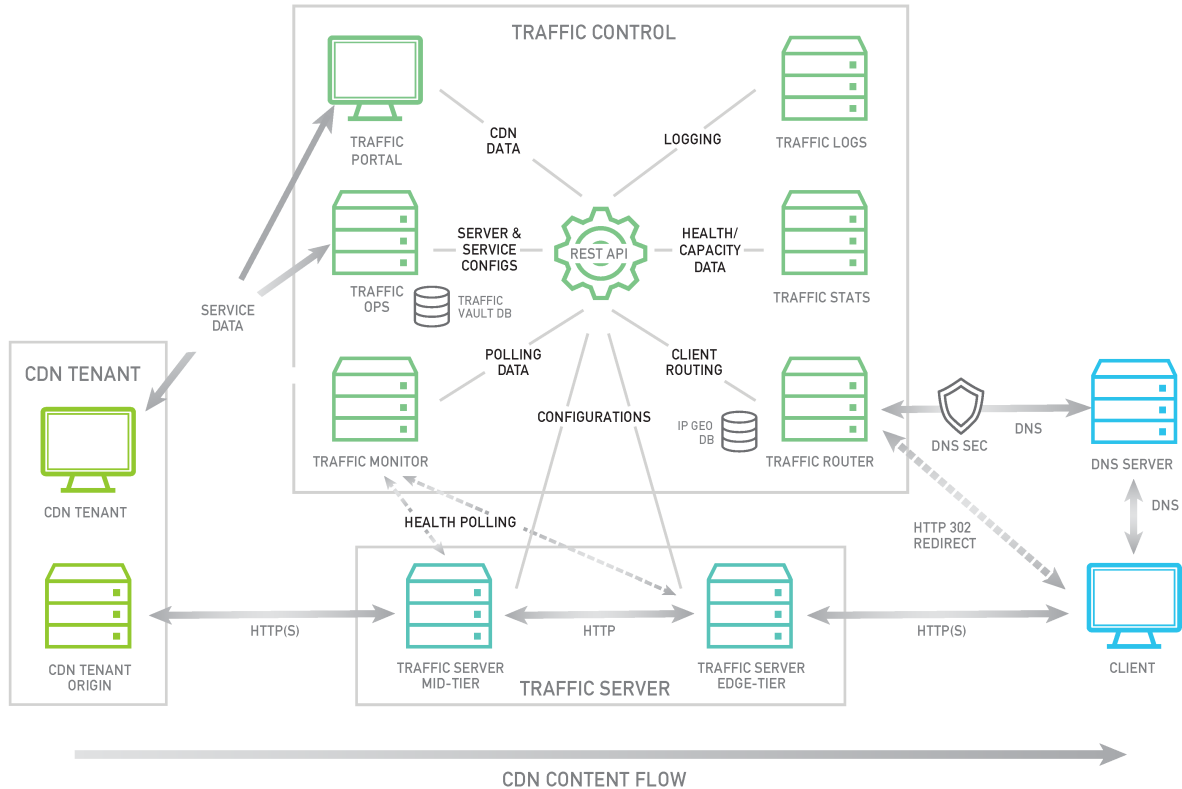 TRAFFIC CONTROL
TRAFFIC
PORTAL
CDN
DATA
LOGGING
TRAFFIC LOGS
SERVER &
SERVICE
CONFIGS
REST API
HEALTH/
CAPACITY
DATA
TRAFFIC
OPS
TRAFFIC
VAULT DB
TRAFFIC STATS
SERVICE
DATA
POLLING
DATA
CLIENT
ROUTING
CONFIGURATIONS
IP GEO
DB
TRAFFIC MONITOR
TRAFFIC ROUTER
DNS SEC
DNS
DNS SERVER
CDN TENANT
CDN TENANT
HEALTH POLLING
HTTP 302
REDIRECT
DNS
HTTP(S)
HTTP
HTTP(S)
CDN TENANT
ORIGIN
TRAFFIC SERVER
MID-TIER
TRAFFIC SERVER
TRAFFIC SERVER
EDGE-TIER
CLIENT
CDN CONTENT FLOW